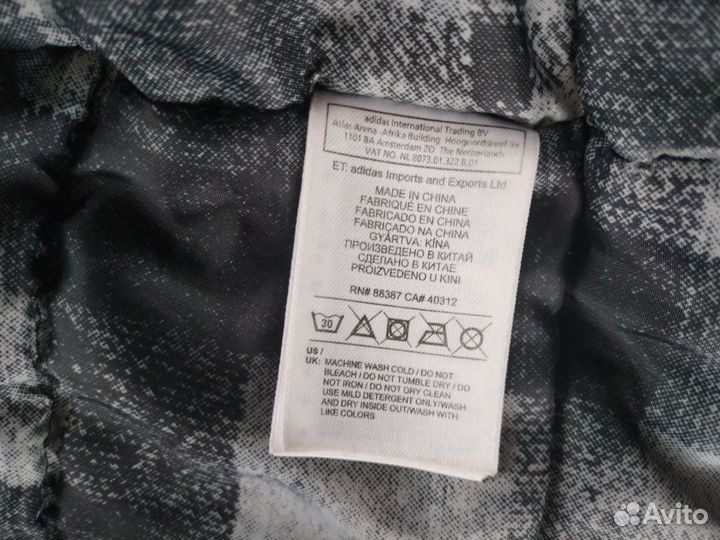 adidas International Trading BV
Atlas Arena -Afrika Building Hoogoorddreef 9a
1101 BA Amsterdam ZO The Netherlands
VAT NO. NL 8073.01.322.B.01
ET: adidas Imports and Exports Ltd
MADE IN CHINA
FABRIQUÉ EN CHINE
FABRICADO EN CHINA
FABRICADO NA CHINA
GYÁRTVA: KÍNA
ПРОИЗВЕДЕНО В КИТАЙ
СДЕЛАНО В КИТАЕ
PROIZVEDENO U KINI
RN# 88387 CA# 40312
30
US /
UK: MACHINE WASH COLD / DO NOT
BLEACH / DO NOT TUMBLE DRY / DO
NOT IRON / DO NOT DRY CLEAN
USE MILD DETERGENT ONLY/WASH
AND DRY INSIDE OUT/WASH WITH
LIKE COLORS
Avito